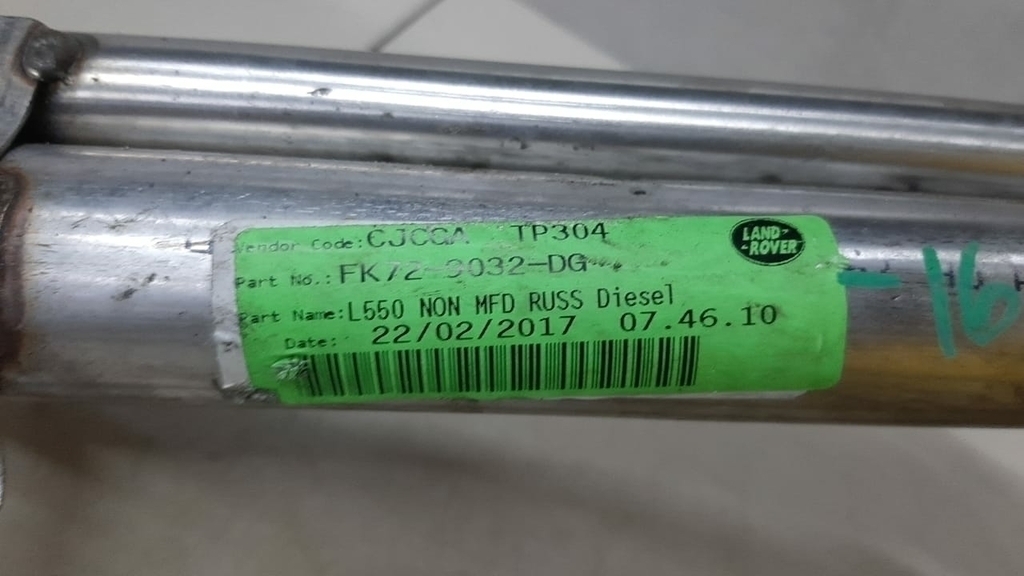 Vendor Code: CJCGA TP304
LAND-
-ROVER
Part No.: FK72-9032-DG
Part Name: L550 NON MFD RUSS Diesel
Date: 22/02/2017 07.46.10
-16